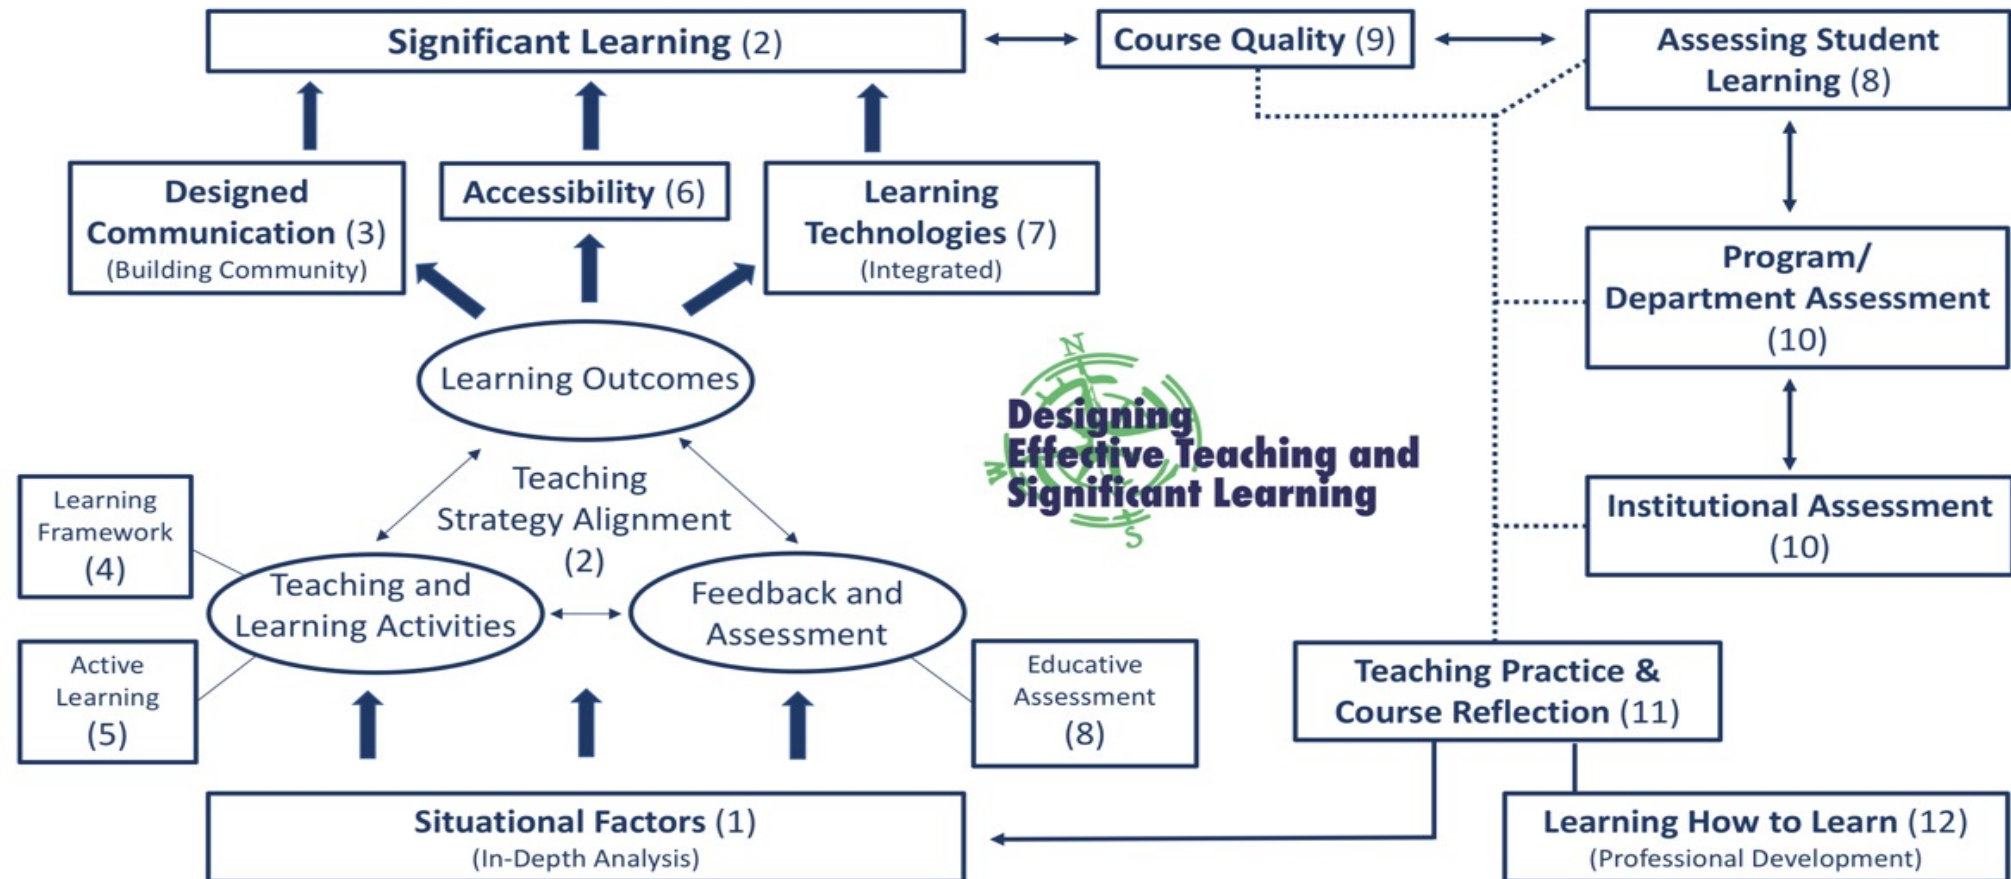 Significant Learning (2)
Course Quality (9)
Assessing Student
Learning (8)
Designed
Communication (3)
(Building Community)
Accessibility (6)
Learning
Technologies (7)
(Integrated)
Program/
Department Assessment
(10)
Learning Outcomes
N
W
S
Designing
Effective Teaching and
Significant Learning
Teaching
Strategy Alignment
(2)
Learning
Framework
(4)
Teaching and
Learning Activities
Feedback and
Assessment
Institutional Assessment
(10)
Active
Learning
(5)
Educative
Assessment
(8)
Teaching Practice &
Course Reflection (11)
Situational Factors (1)
(In-Depth Analysis)
Learning How to Learn (12)
(Professional Development)